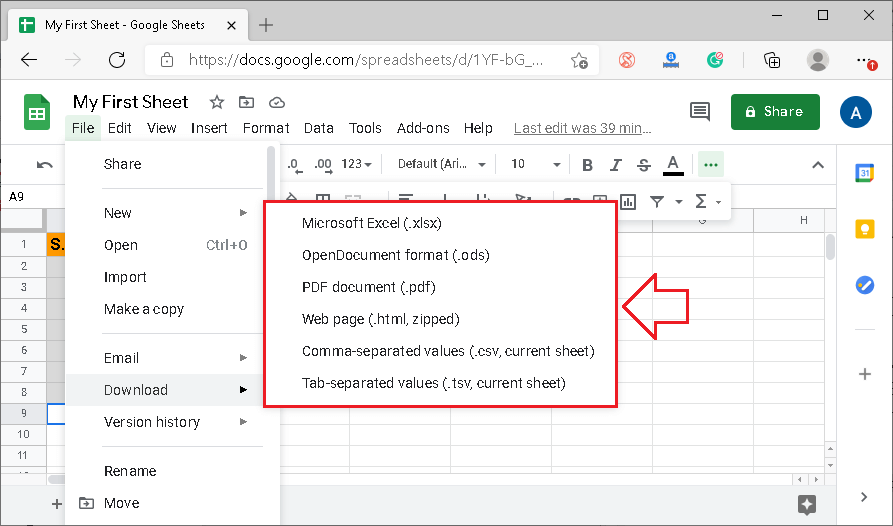 My First Sheet - Google Sheets
https://docs.google.com/spreadsheets/d/1YF-bG_...
My First Sheet
Share
A
File Edit View Insert Format Data Tools Add-ons Help Last edit was 39 min...
.0 .00 123 Default (Ari... 10 B I S A
31
A9
Σ
G H
1 S.
2
3
4
5
6
7
8
9
10
11
Share
New
Open Ctrl+O
Import
Make a copy
Email
Download
Version history
Rename
Move
Microsoft Excel (.xlsx)
OpenDocument format (.ods)
PDF document (.pdf)
Web page (.html, zipped)
Comma-separated values (.csv, current sheet)
Tab-separated values (.tsv, current sheet)